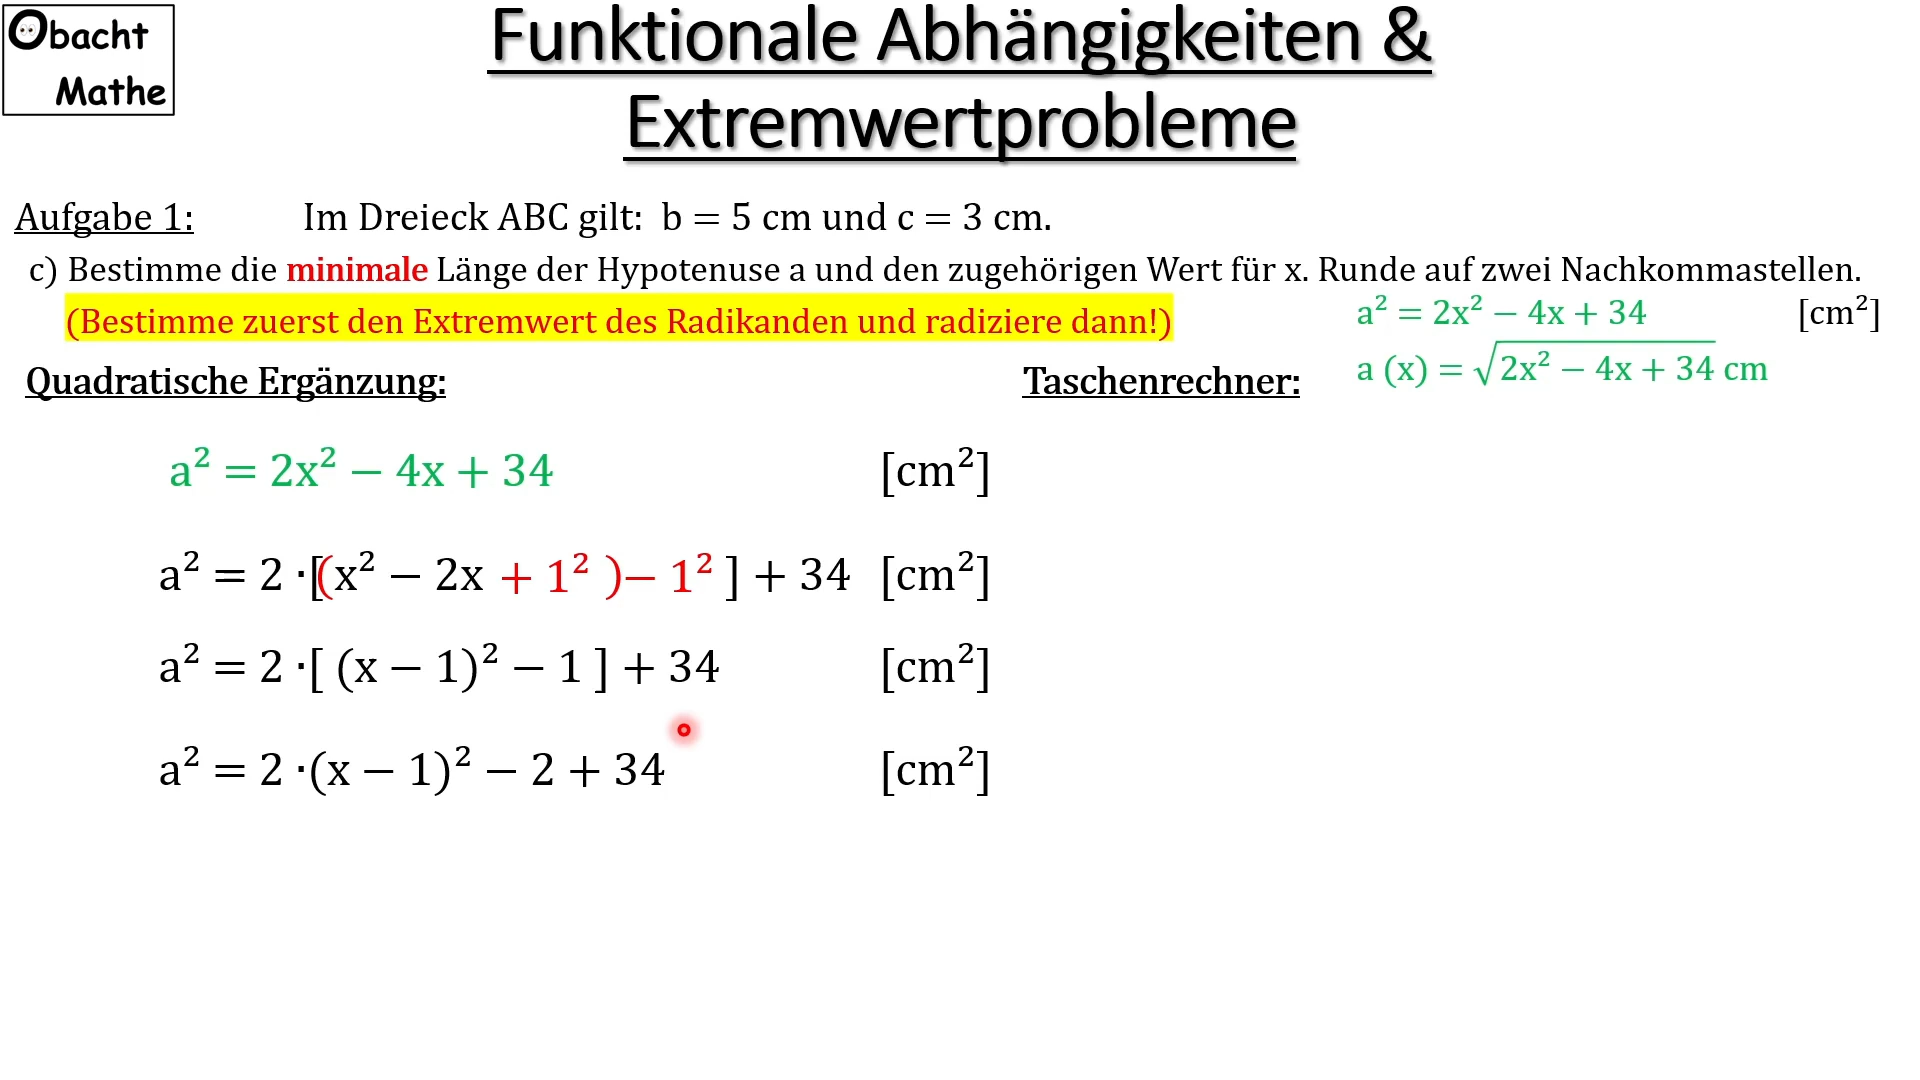 Obacht
Mathe
Funktionale Abhängigkeiten &
Extremwertprobleme
Aufgabe 1: Im Dreieck ABC gilt: b = 5 cm und c = 3 cm.
c) Bestimme die minimale Länge der Hypotenuse a und den zugehörigen Wert für x. Runde auf zwei Nachkommastellen.
(Bestimme zuerst den Extremwert des Radikanden und radiziere dann!)
a² = 2x² − 4x + 34 [cm²]
a (x) = √2x² − 4x + 34 cm
Quadratische Ergänzung:
Taschenrechner:
a² = 2x² − 4x + 34 [cm²]
a² = 2 ·[(x² − 2x + 1² )− 1² ] + 34 [cm²]
a² = 2 ·[ (x − 1)² − 1 ] + 34 [cm²]
a² = 2 ·(x − 1)² − 2 + 34 [cm²]